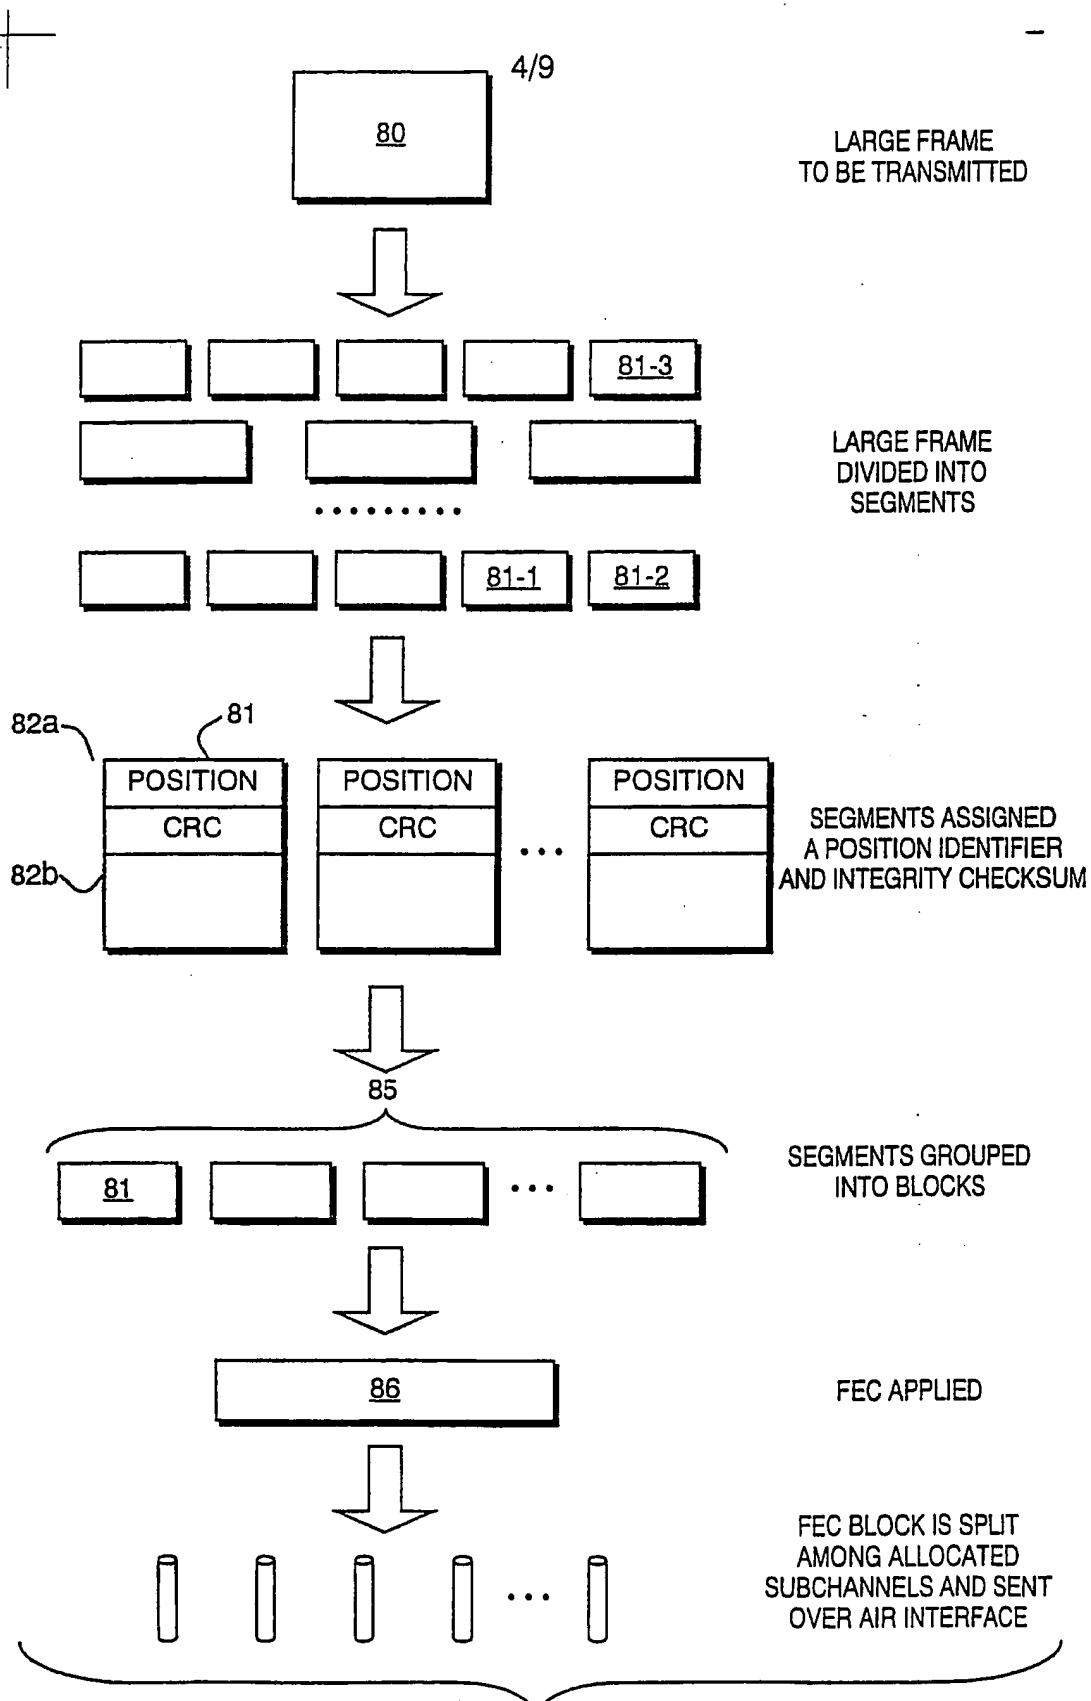 4/9
80
LARGE FRAME
TO BE TRANSMITTED
81-3
LARGE FRAME
DIVIDED INTO
SEGMENTS
81-1
81-2
82a
81
POSITION
POSITION
POSITION
CRC
CRC
CRC
82b
SEGMENTS ASSIGNED
A POSITION IDENTIFIER
AND INTEGRITY CHECKSUM
85
81
SEGMENTS GROUPED
INTO BLOCKS
86
FEC APPLIED
FEC BLOCK IS SPLIT
AMONG ALLOCATED
SUBCHANNELS AND SENT
OVER AIR INTERFACE